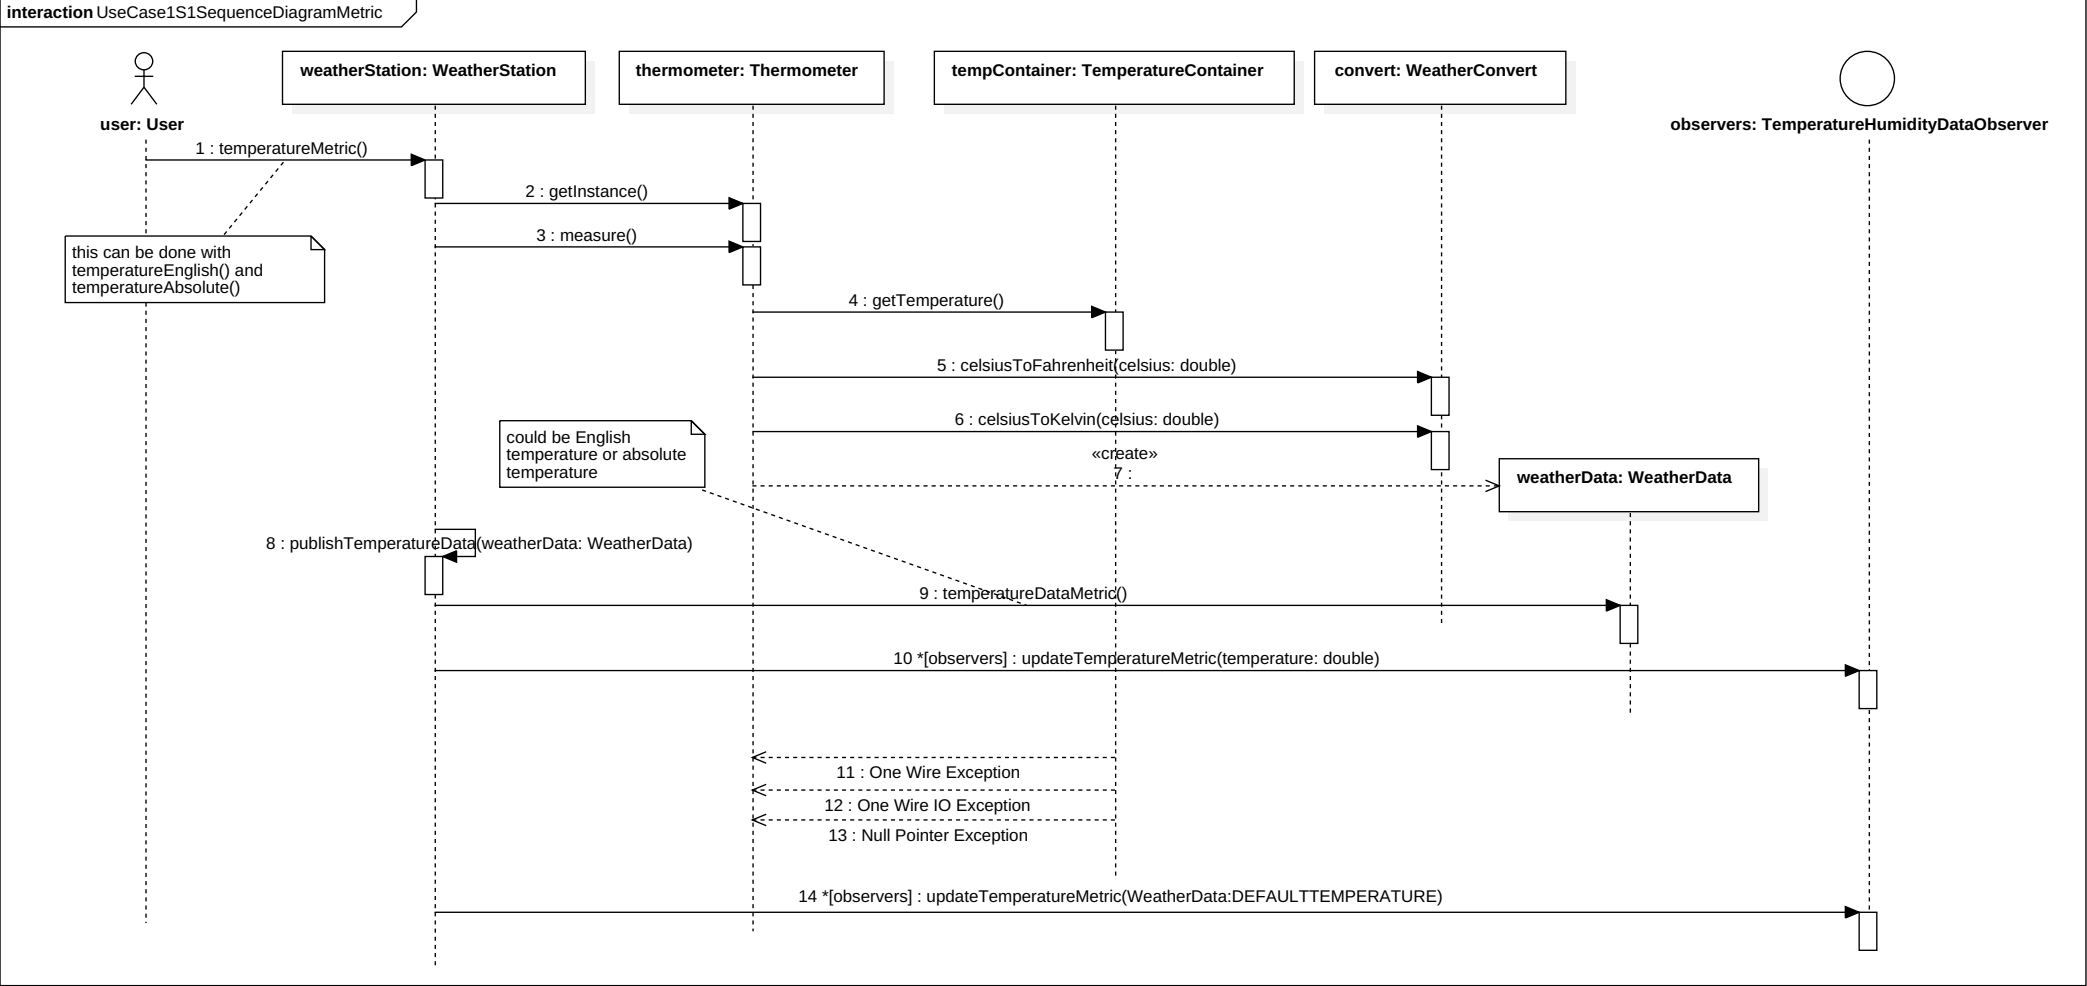 interaction UseCase1S1SequenceDiagramMetric
weatherStation: WeatherStation
thermometer: Thermometer
tempContainer: TemperatureContainer
convert: WeatherConvert
user: User
observers: TemperatureHumidityDataObserver
1 : temperatureMetric()
2 : getInstance()
3 : measure()
this can be done with
temperatureEnglish() and
temperatureAbsolute()
4 : getTemperature()
5 : celsiusToFahrenheit(celsius: double)
6 : celsiusToKelvin(celsius: double)
could be English
temperature or absolute
temperature
«create»
7 :
weatherData: WeatherData
8 : publishTemperatureData(weatherData: WeatherData)
9 : temperatureDataMetric()
10 *[observers] : updateTemperatureMetric(temperature: double)
11 : One Wire Exception
12 : One Wire IO Exception
13 : Null Pointer Exception
14 *[observers] : updateTemperatureMetric(WeatherData:DEFAULTTEMPERATURE)